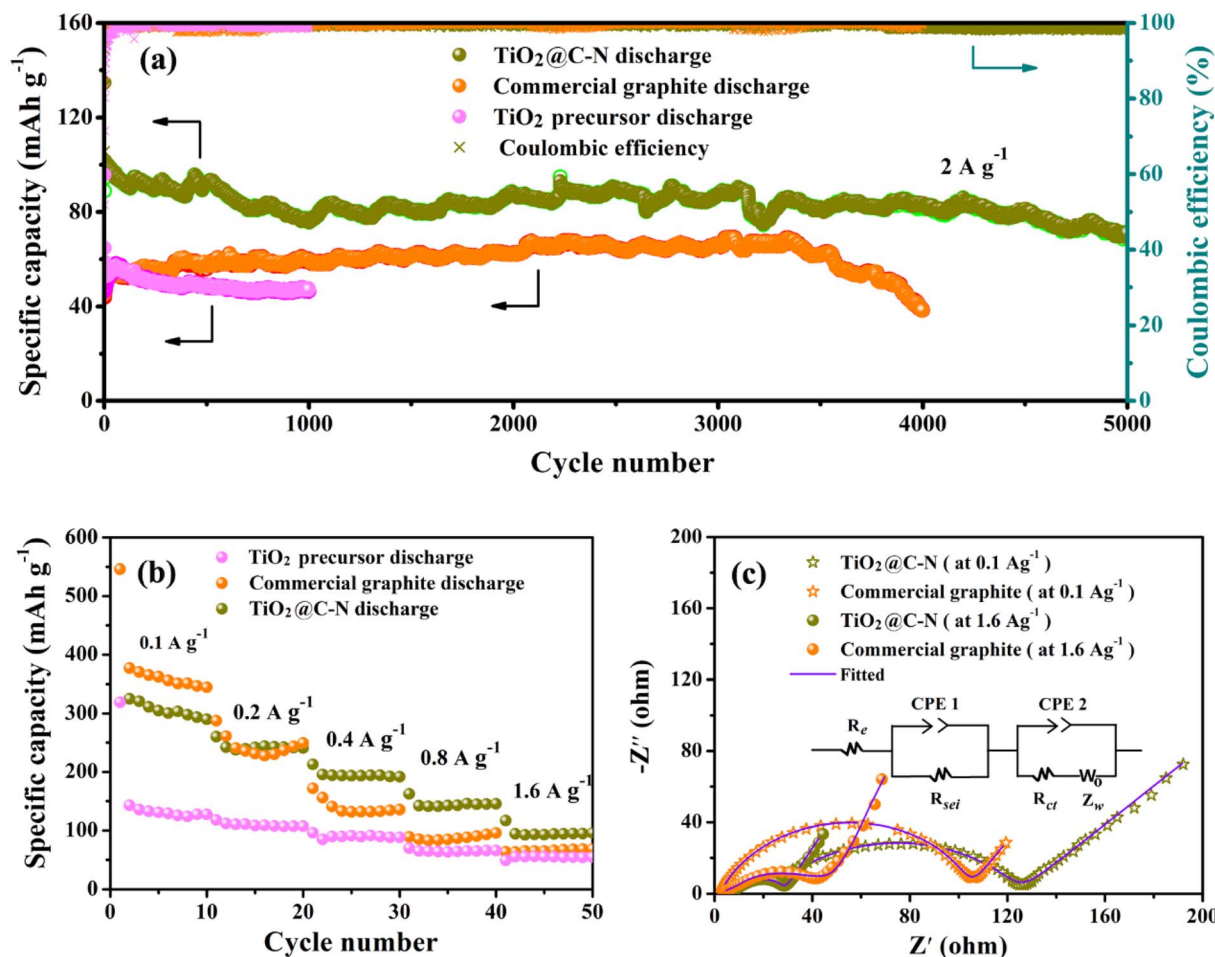 (a)
TiO₂@C-N discharge
Commercial graphite discharge
TiO₂ precursor discharge
Coulombic efficiency
2 A g⁻¹
Specific capacity (mAh g⁻¹)
160
120
80
40
0
Coulombic efficiency (%)
100
80
60
40
20
0
0 1000 2000 3000 4000 5000
Cycle number
(b)
TiO₂ precursor discharge
Commercial graphite discharge
TiO₂@C-N discharge
0.1 A g⁻¹
0.2 A g⁻¹
0.4 A g⁻¹
0.8 A g⁻¹
1.6 A g⁻¹
Specific capacity (mAh g⁻¹)
600
500
400
300
200
100
0
0 10 20 30 40 50
Cycle number
(c)
TiO₂@C-N ( at 0.1 Ag⁻¹)
Commercial graphite ( at 0.1 Ag⁻¹)
TiO₂@C-N ( at 1.6 Ag⁻¹)
Commercial graphite ( at 1.6 Ag⁻¹)
Fitted
CPE 1 CPE 2
Re
Rsei Rct Zw
-Z″ (ohm)
200
160
120
80
40
0
0 40 80 120 160 200
Z′ (ohm)